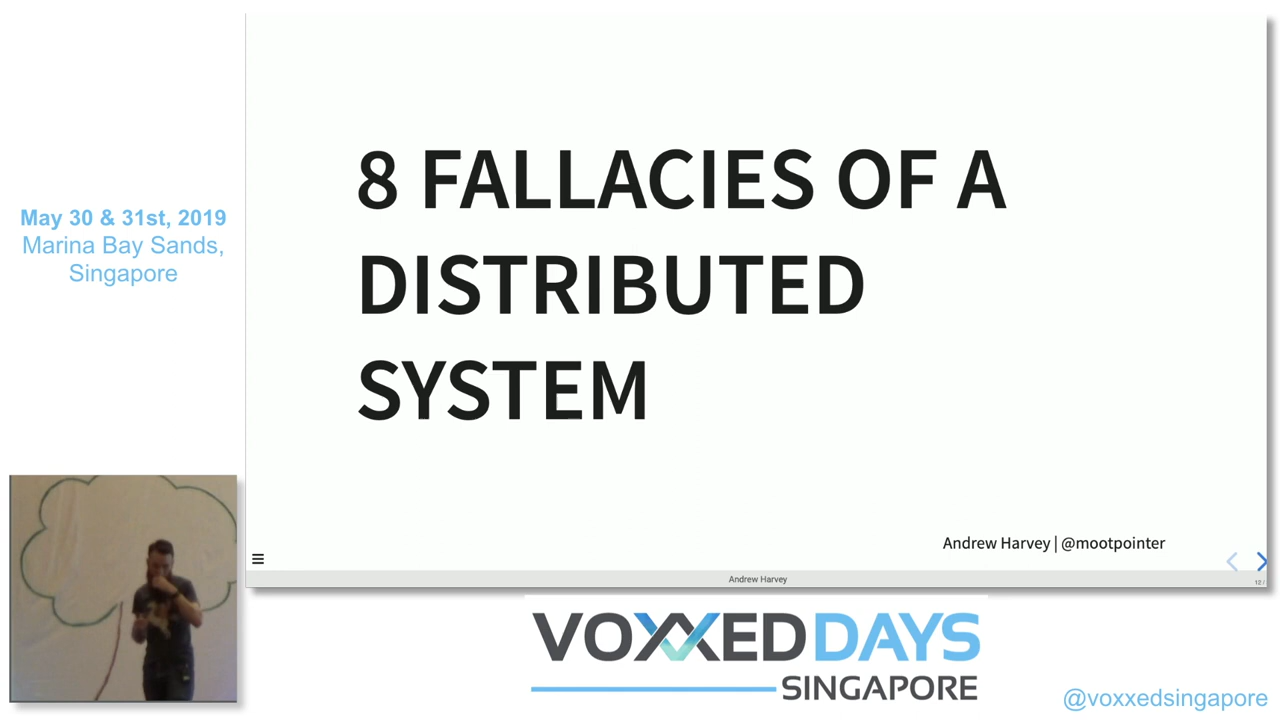 May 30 & 31st, 2019
Marina Bay Sands,
Singapore
8 FALLACIES OF A
DISTRIBUTED
SYSTEM
Andrew Harvey | @mootpointer
Andrew Harvey
12/
VOXXED DAYS
SINGAPORE
@voxxedsingapore